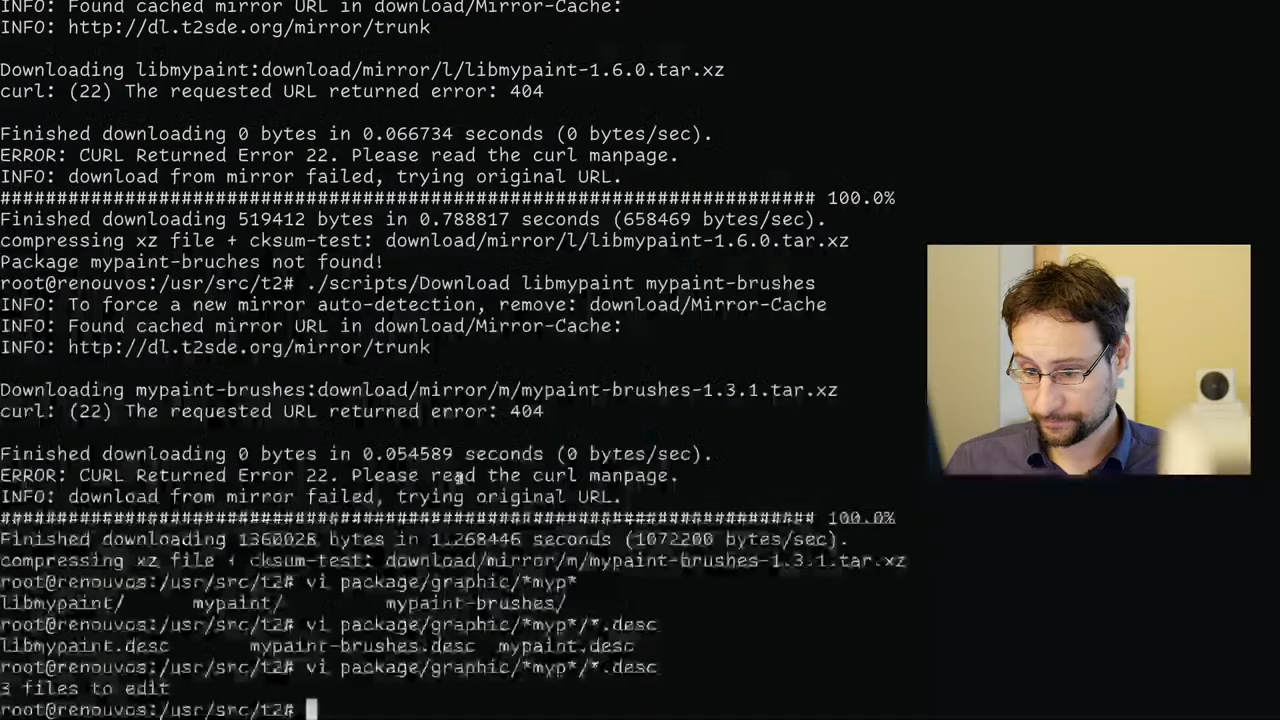 INFO: Found cached mirror URL in download/Mirror-Cache:
INFO: http://dl.t2sde.org/mirror/trunk
Downloading libmypaint:download/mirror/l/libmypaint-1.6.0.tar.xz
curl: (22) The requested URL returned error: 404
Finished downloading 0 bytes in 0.066734 seconds (0 bytes/sec).
ERROR: CURL Returned Error 22. Please read the curl manpage.
INFO: download from mirror failed, trying original URL.
######################################################################## 100.0%
Finished downloading 519412 bytes in 0.788817 seconds (658469 bytes/sec).
compressing xz file + cksum-test: download/mirror/l/libmypaint-1.6.0.tar.xz
Package mypaint-bruches not found!
root@renouvos:/usr/src/t2# ./scripts/Download libmypaint mypaint-brushes
INFO: To force a new mirror auto-detection, remove: download/Mirror-Cache
INFO: Found cached mirror URL in download/Mirror-Cache:
INFO: http://dl.t2sde.org/mirror/trunk
Downloading mypaint-brushes:download/mirror/m/mypaint-brushes-1.3.1.tar.xz
curl: (22) The requested URL returned error: 404
Finished downloading 0 bytes in 0.054589 seconds (0 bytes/sec).
ERROR: CURL Returned Error 22. Please read the curl manpage.
INFO: download from mirror failed, trying original URL.
######################################################################## 100.0%
Finished downloading 1360028 bytes in 1.268446 seconds (1072200 bytes/sec).
compressing xz file + cksum-test: download/mirror/m/mypaint-brushes-1.3.1.tar.xz
root@renouvos:/usr/src/t2# vi package/graphic/*myp*
libmypaint/ mypaint/ mypaint-brushes/
root@renouvos:/usr/src/t2# vi package/graphic/*myp*/*.desc
libmypaint.desc mypaint-brushes.desc mypaint.desc
root@renouvos:/usr/src/t2# vi package/graphic/*myp*/*.desc
3 files to edit
root@renouvos:/usr/src/t2#